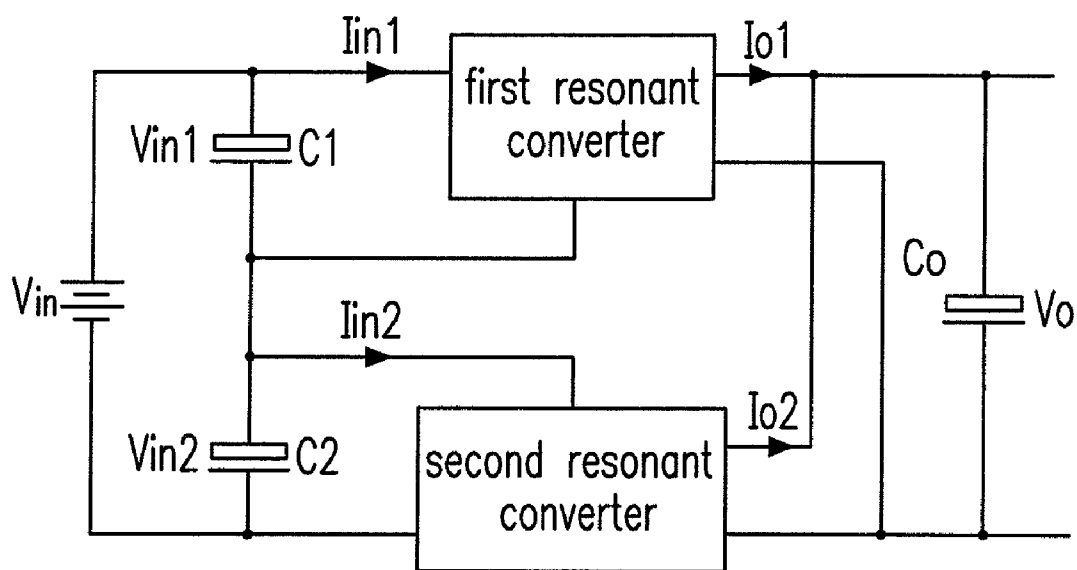 Iin1
Io1
first resonant
converter
Vin1
C1
Vin
Co
Vo
Iin2
Io2
Vin2
C2
second resonant
converter